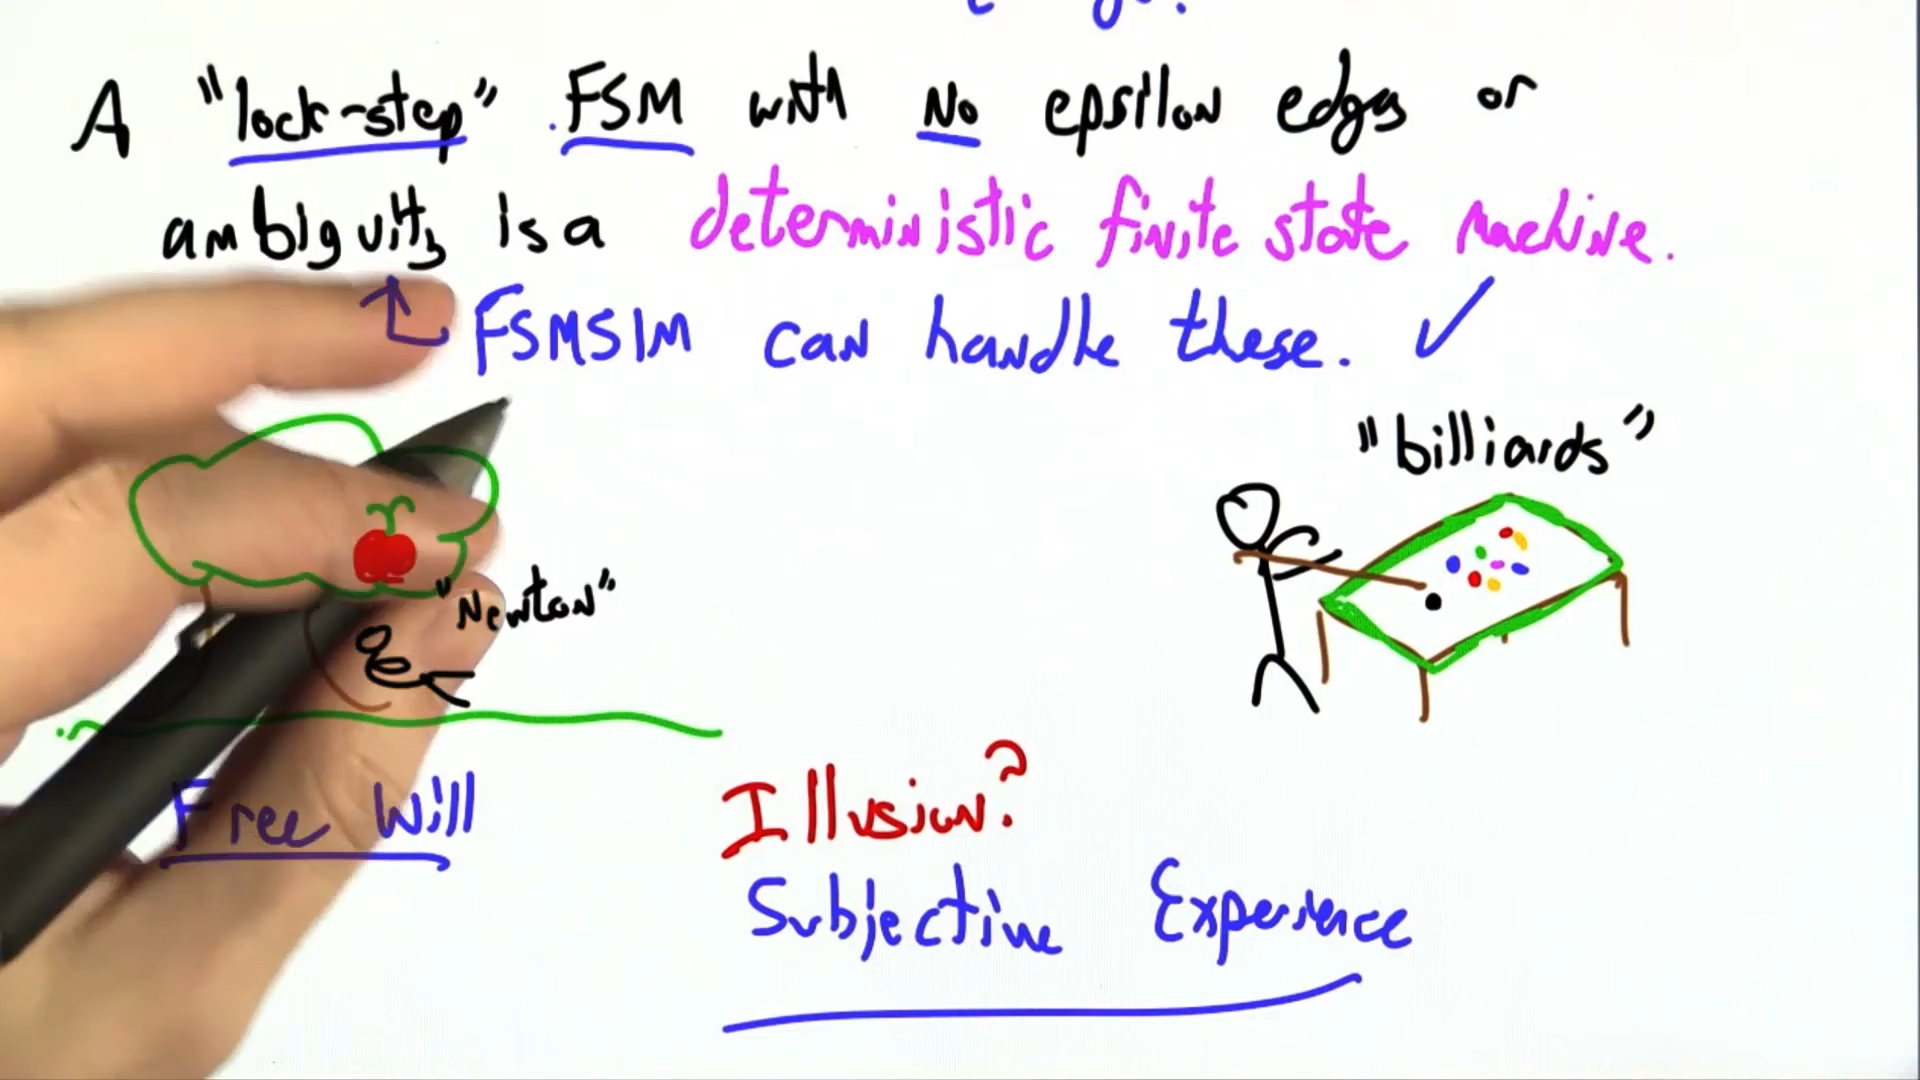 A "lock-step" FSM with No epsilon edges or
ambiguity is a deterministic finite state machine.
FSMSIM can handle these.
"billiards"
"Newton"
Free Will
Illusion?
Subjective Experience